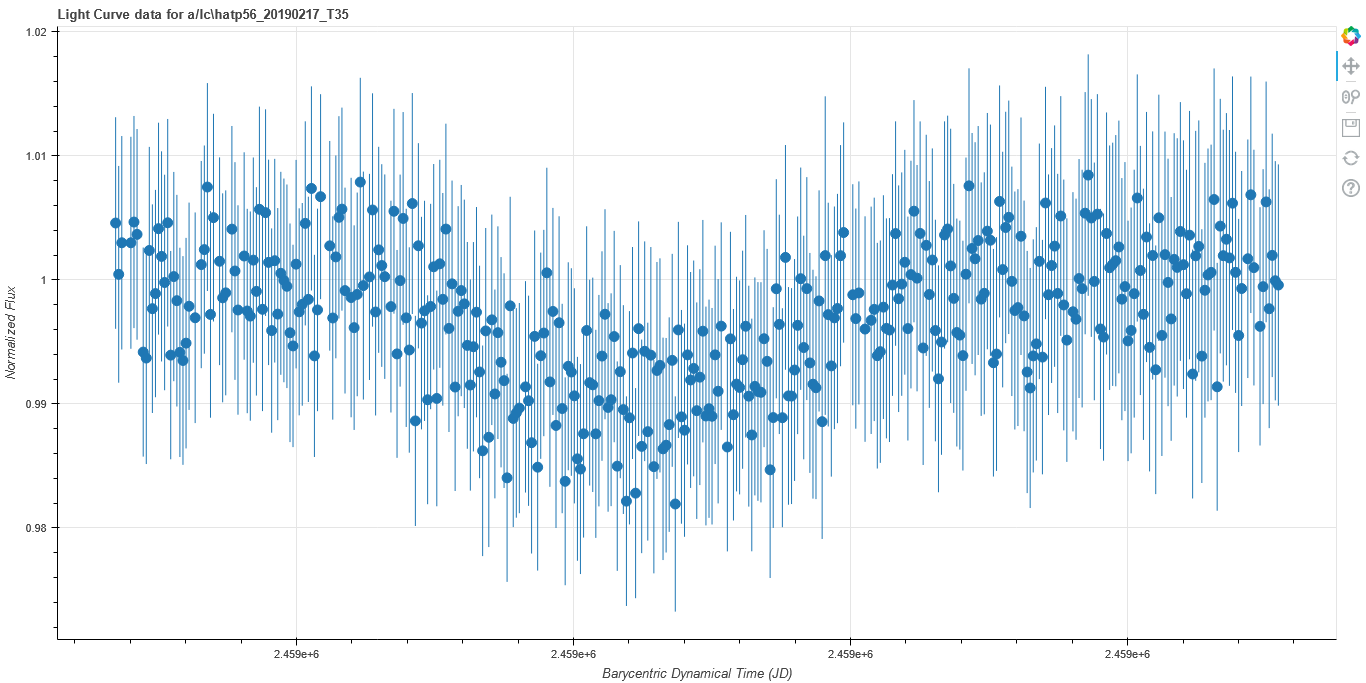 Light Curve data for a/lc\hatp56_20190217_T35
1.02
1.01
1
0.99
0.98
Normalized Flux
2.459e+6
2.459e+6
2.459e+6
2.459e+6
Barycentric Dynamical Time (JD)